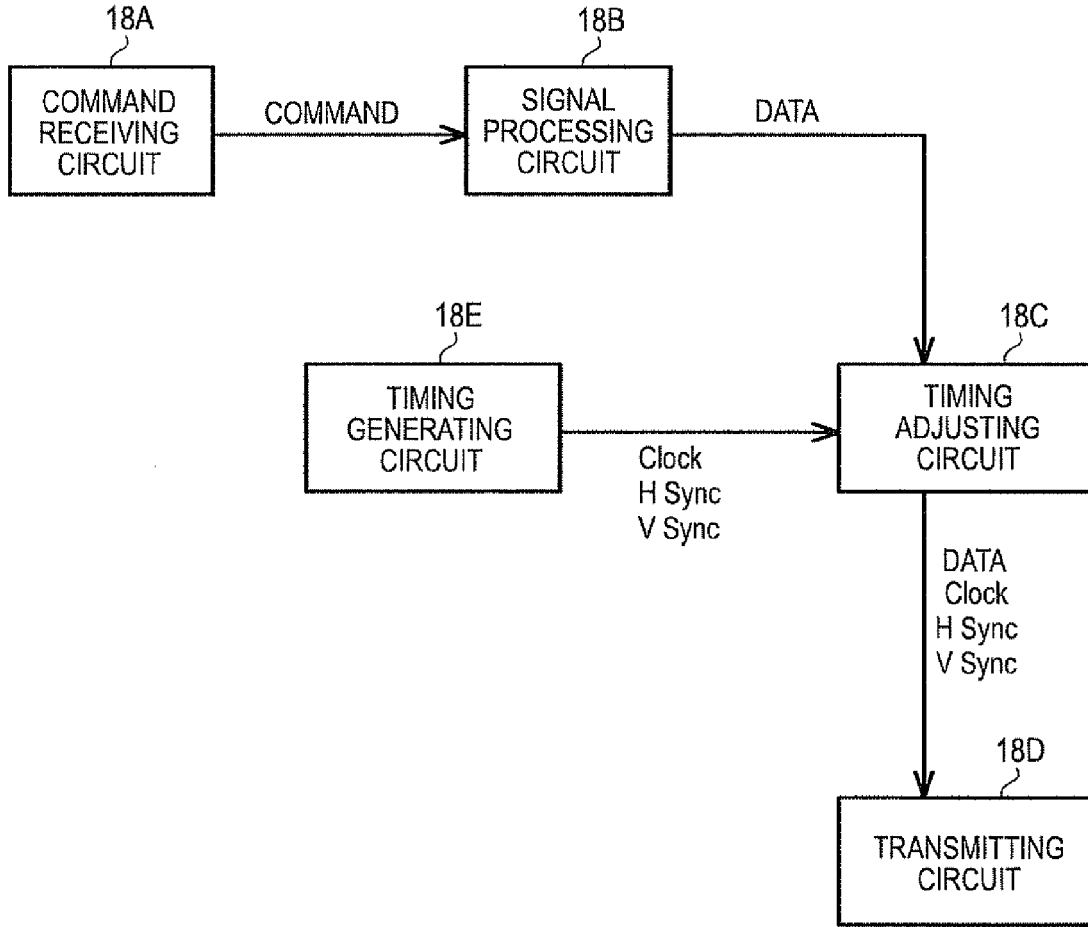 18A
COMMAND
RECEIVING
CIRCUIT
COMMAND
18B
SIGNAL
PROCESSING
CIRCUIT
DATA
18E
TIMING
GENERATING
CIRCUIT
Clock
H Sync
V Sync
18C
TIMING
ADJUSTING
CIRCUIT
DATA
Clock
H Sync
V Sync
18D
TRANSMITTING
CIRCUIT